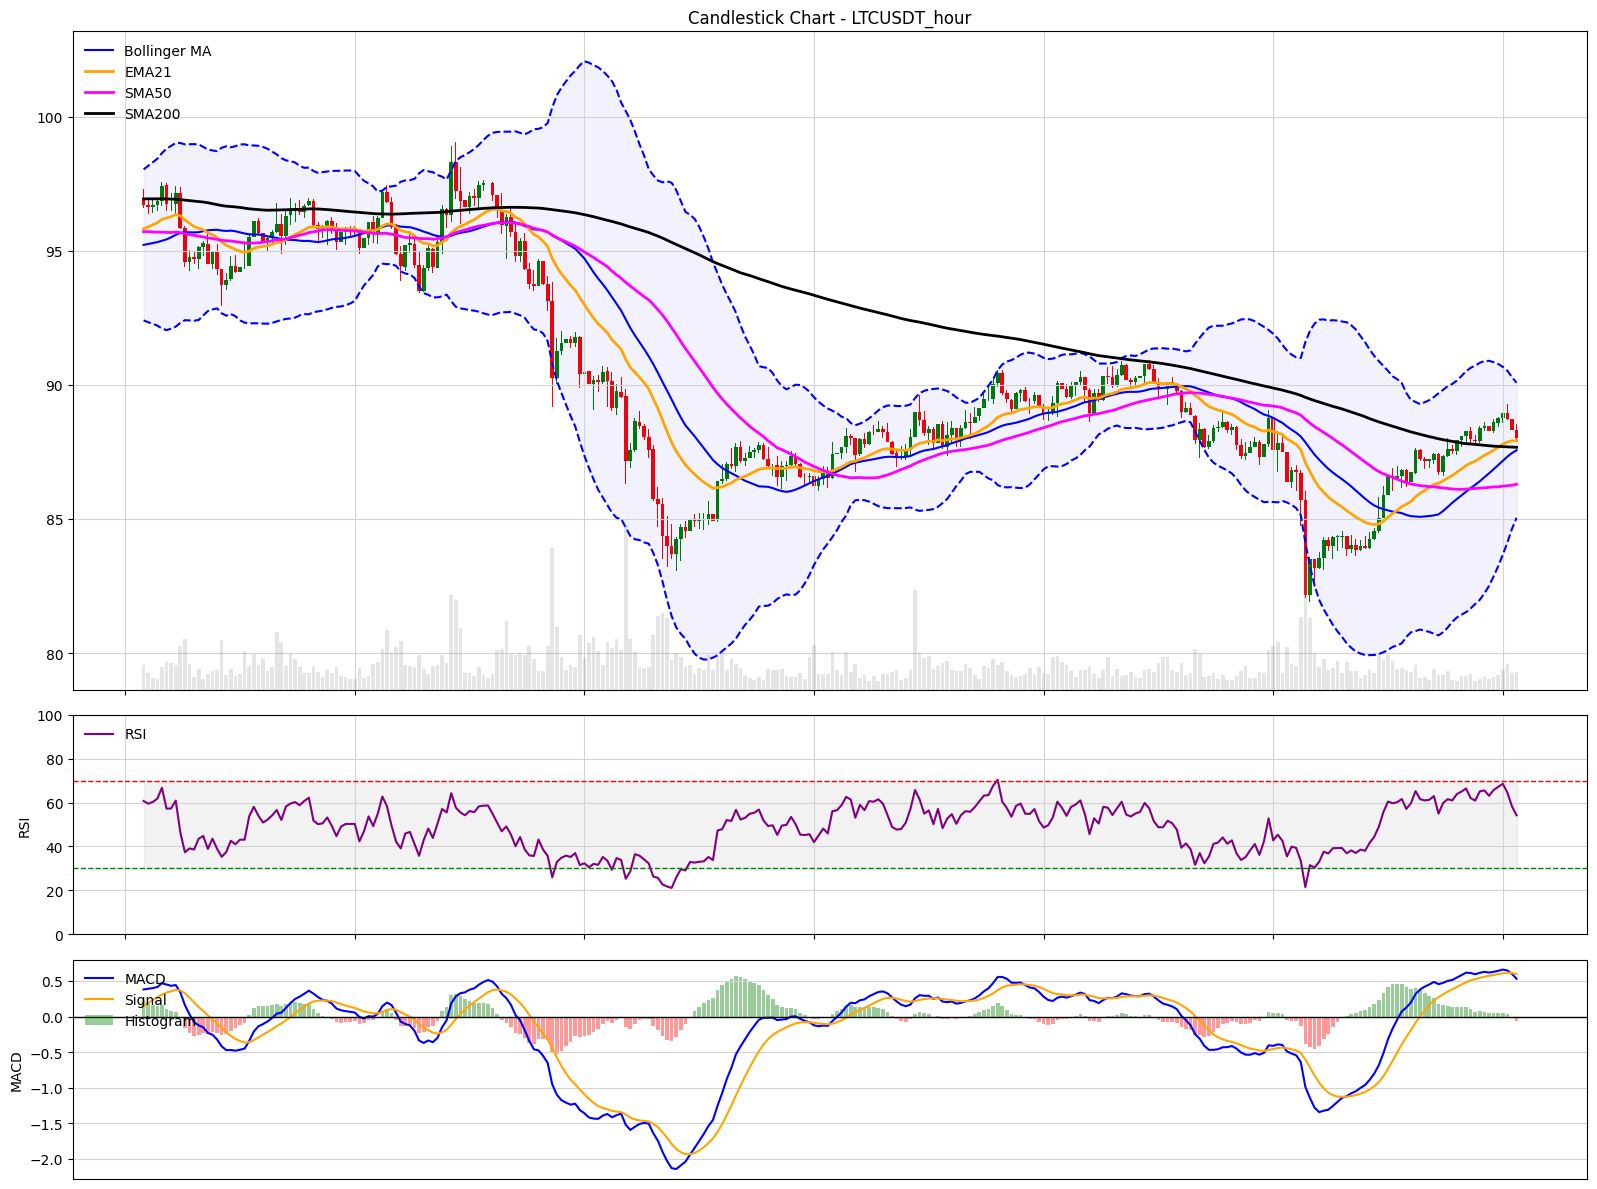 Candlestick Chart - LTCUSDT_hour
Bollinger MA
EMA21
SMA50
SMA200
100
95
90
85
80
100
80
60
40
20
0
RSI
RSI
0.5
0.0
−0.5
−1.0
−1.5
−2.0
MACD
MACD
Signal
Histogram